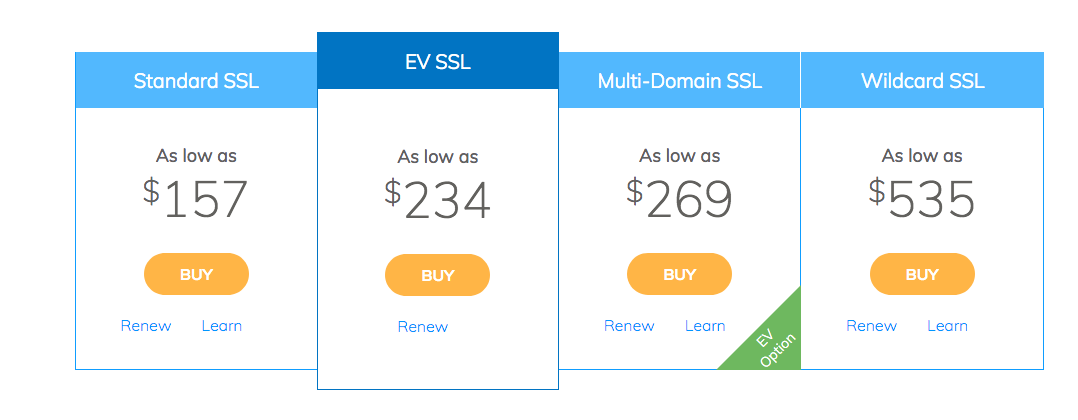 Standard SSL
As low as
$157
BUY
Renew Learn
EV SSL
As low as
$234
BUY
Renew
Multi-Domain SSL
As low as
$269
BUY
Renew Learn
EV
Option
Wildcard SSL
As low as
$535
BUY
Renew Learn